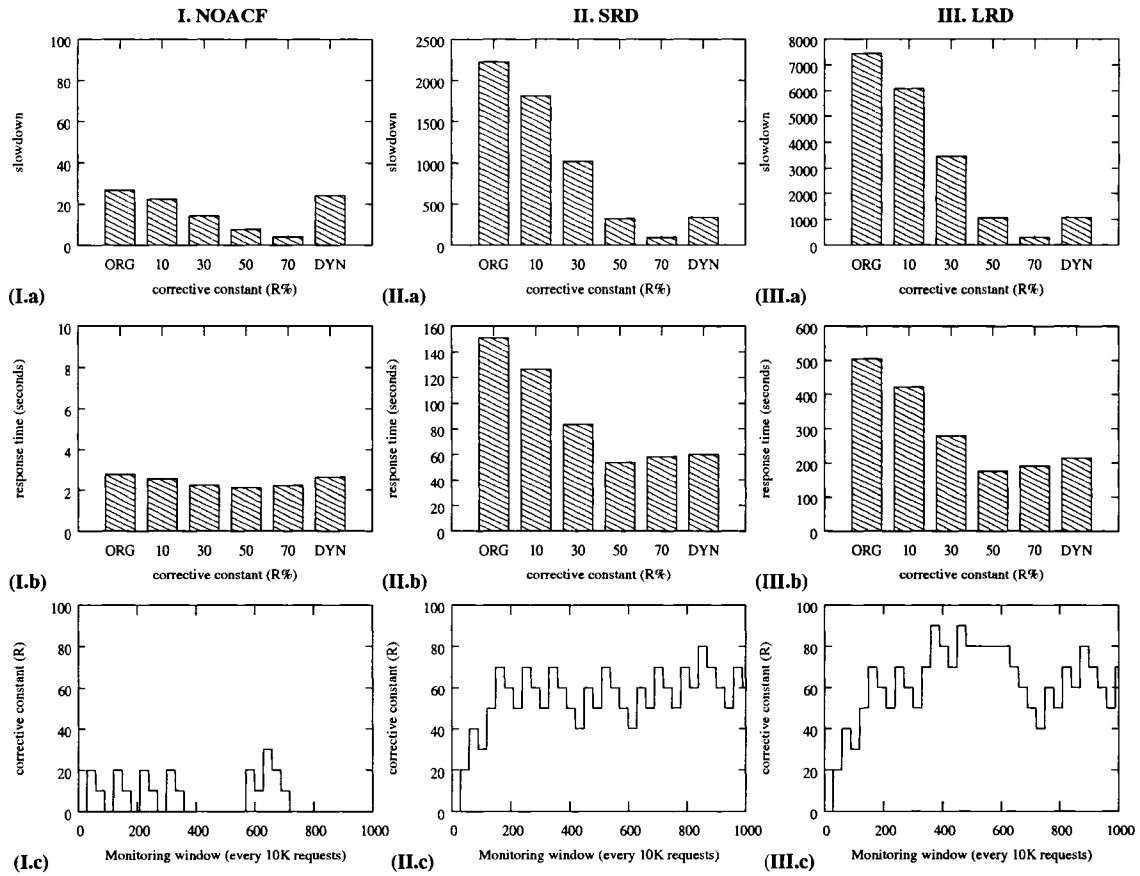 I. NOACF
100
80
60
40
20
0
slowdown
ORG 10 30 50 70 DYN
corrective constant (R%)
(I.a)
II. SRD
2500
2000
1500
1000
500
0
slowdown
ORG 10 30 50 70 DYN
corrective constant (R%)
(II.a)
III. LRD
8000
7000
6000
5000
4000
3000
2000
1000
0
slowdown
ORG 10 30 50 70 DYN
corrective constant (R%)
(III.a)
10
8
6
4
2
0
response time (seconds)
ORG 10 30 50 70 DYN
corrective constant (R%)
(I.b)
160
140
120
100
80
60
40
20
0
response time (seconds)
ORG 10 30 50 70 DYN
corrective constant (R%)
(II.b)
600
500
400
300
200
100
0
response time (seconds)
ORG 10 30 50 70 DYN
corrective constant (R%)
(III.b)
100
80
60
40
20
0
corrective constant (R)
0 200 400 600 800 1000
Monitoring window (every 10K requests)
(I.c)
100
80
60
40
20
0
corrective constant (R)
0 200 400 600 800 1000
Monitoring window (every 10K requests)
(II.c)
100
80
60
40
20
0
corrective constant (R)
0 200 400 600 800 1000
Monitoring window (every 10K requests)
(III.c)